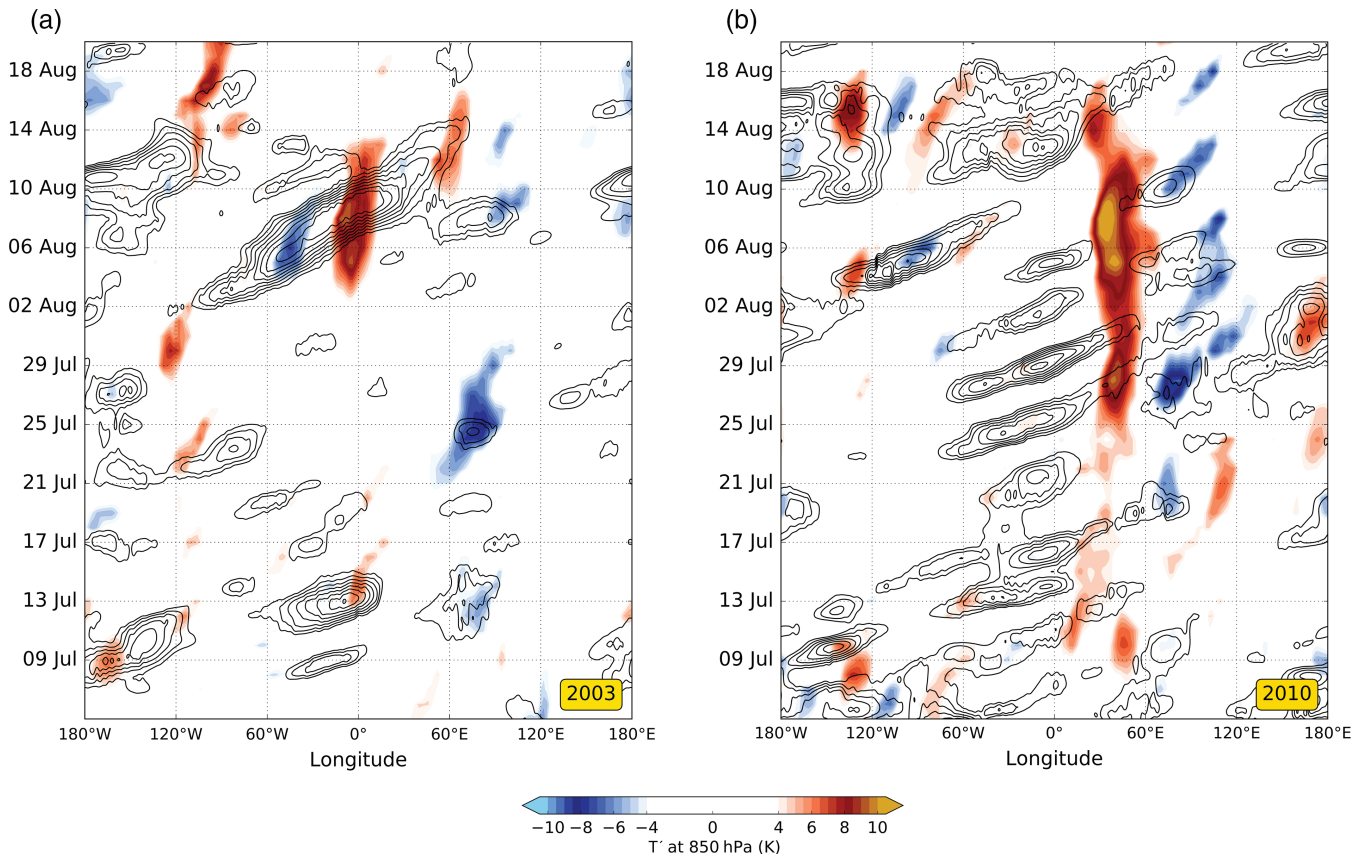 (a)
(b)
18 Aug
14 Aug
10 Aug
06 Aug
02 Aug
29 Jul
25 Jul
21 Jul
17 Jul
13 Jul
09 Jul
2003
180°W 120°W 60°W 0° 60°E 120°E 180°E
Longitude
18 Aug
14 Aug
10 Aug
06 Aug
02 Aug
29 Jul
25 Jul
21 Jul
17 Jul
13 Jul
09 Jul
2010
180°W 120°W 60°W 0° 60°E 120°E 180°E
Longitude
−10 −8 −6 −4 0 4 6 8 10
T´ at 850 hPa (K)